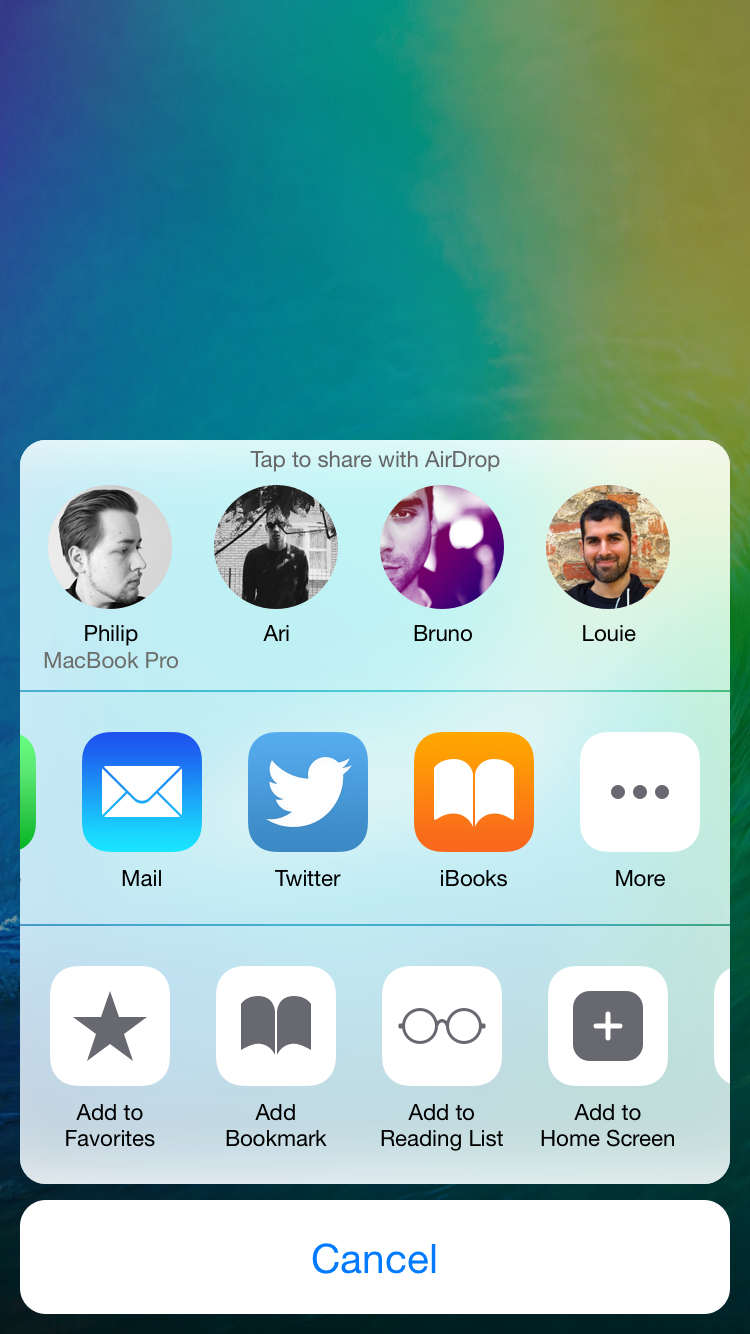 Tap to share with AirDrop
Philip
Ari
Bruno
Louie
MacBook Pro
Mail
Twitter
iBooks
More
Add to
Favorites
Add
Bookmark
Add to
Reading List
Add to
Home Screen
Cancel